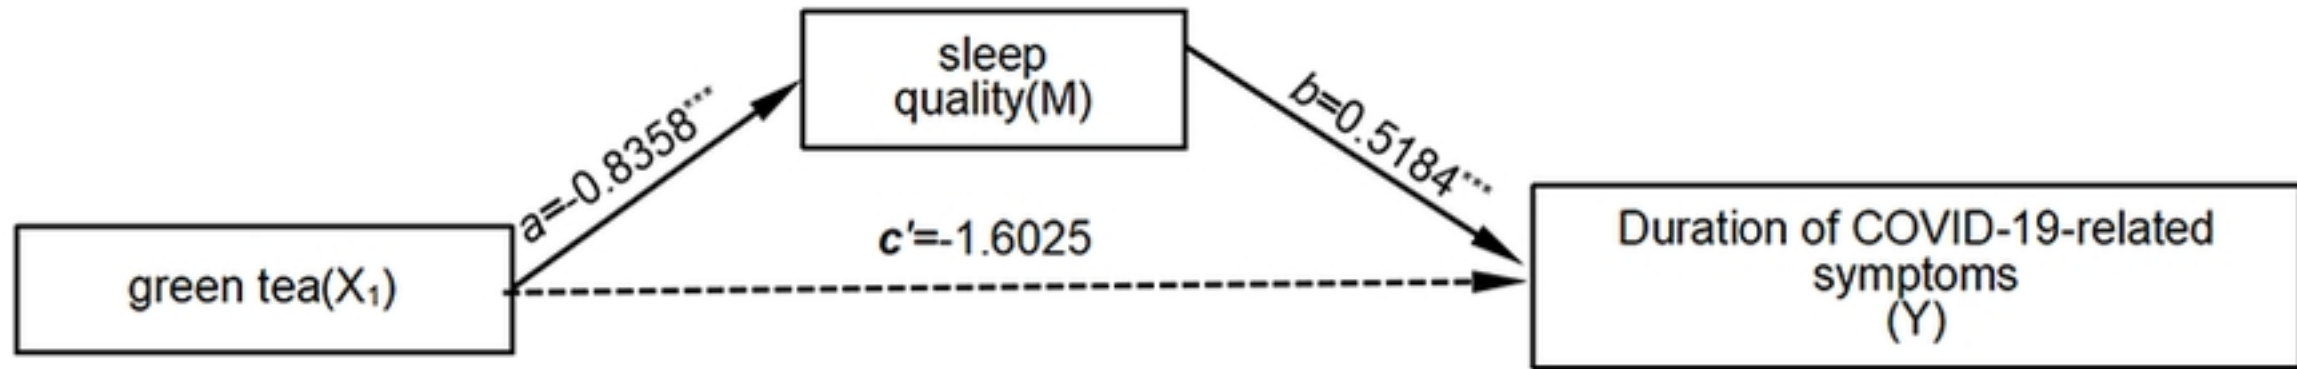 sleep
quality(M)
a=-0.8358***
b=0.5184***
c'=-1.6025
green tea(X₁)
Duration of COVID-19-related
symptoms
(Y)